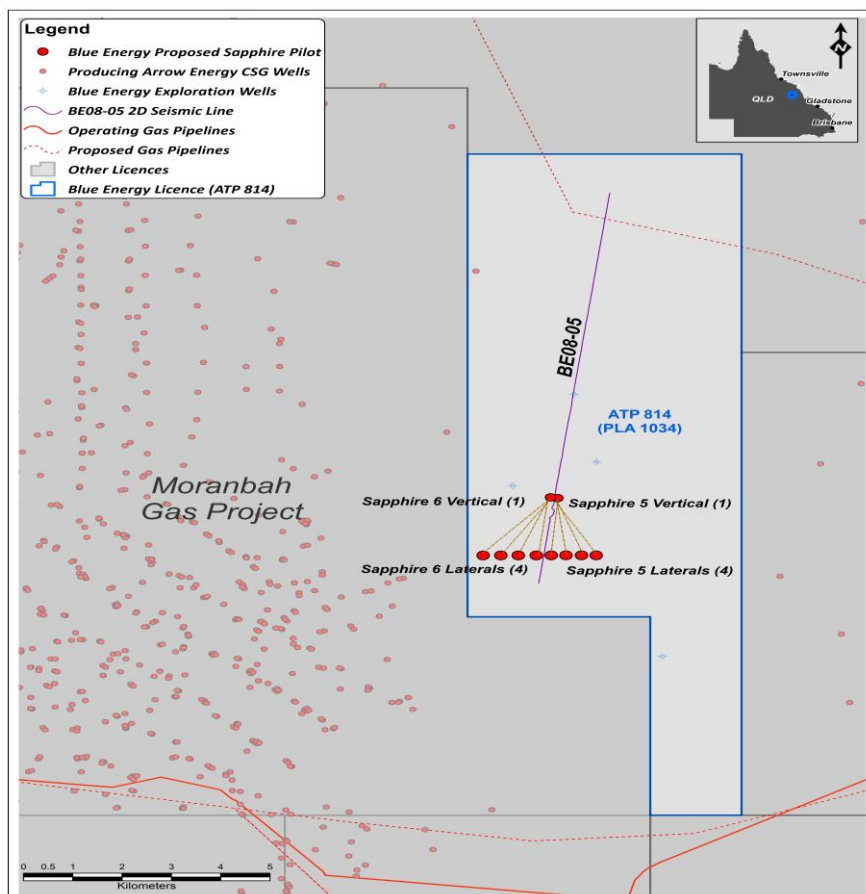 Legend
Blue Energy Proposed Sapphire Pilot
Producing Arrow Energy CSG Wells
Blue Energy Exploration Wells
BE08-05 2D Seismic Line
Operating Gas Pipelines
Proposed Gas Pipelines
Other Licences
Blue Energy Licence (ATP 814)
N
Townsville
QLD
Gladstone
Brisbane
BE08-05
ATP 814
(PLA 1034)
Moranbah
Gas Project
Sapphire 6 Vertical (1)
Sapphire 5 Vertical (1)
Sapphire 6 Laterals (4)
Sapphire 5 Laterals (4)
0 0.5 1 2 3 4 5
Kilometers